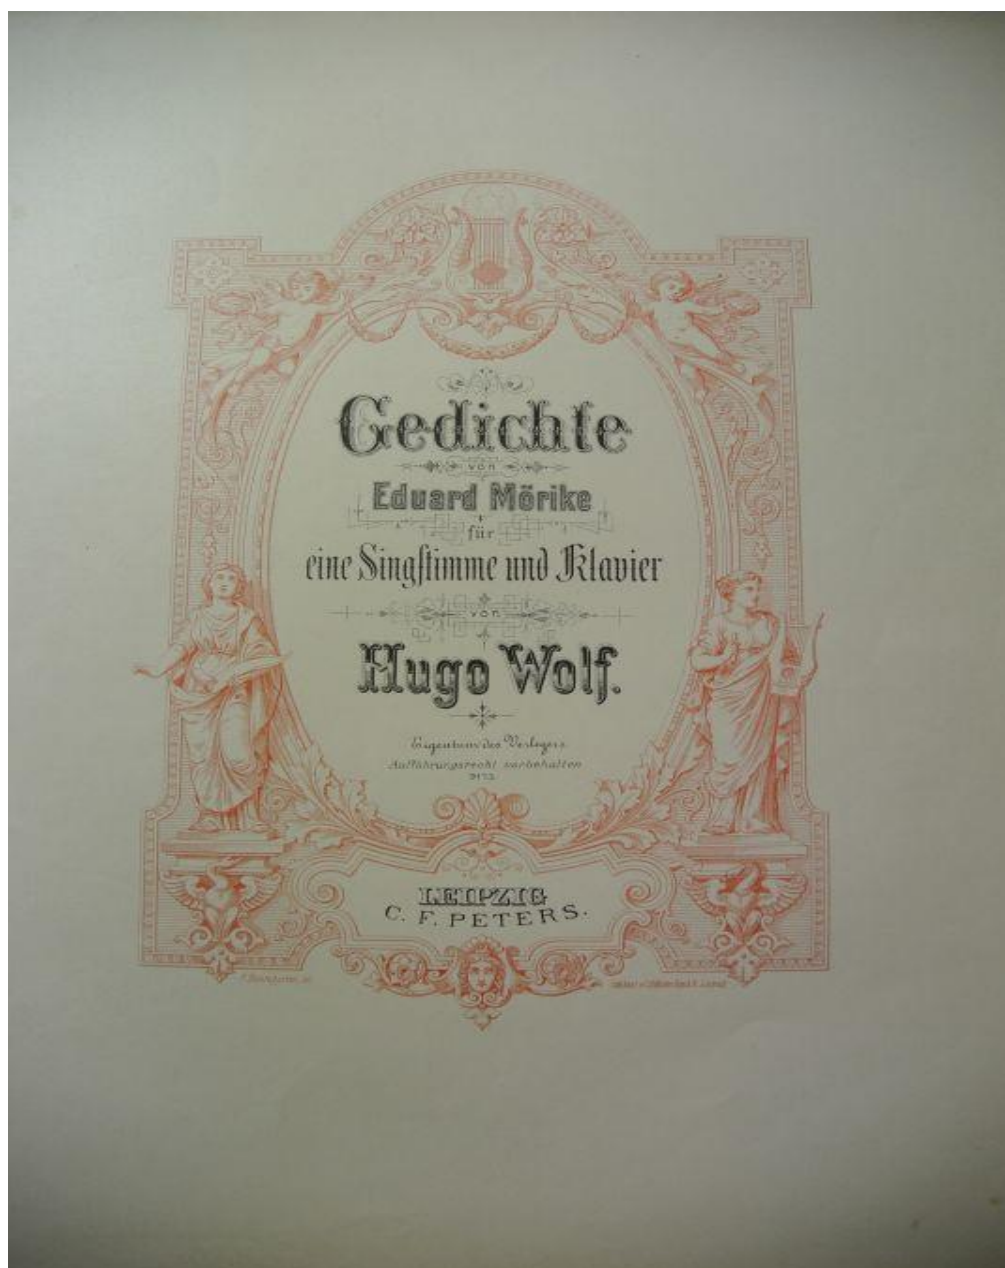 Gedichte
von
Eduard Mörike
für
eine Singstimme und Klavier
von
Hugo Wolf.
Eigentum des Verlegers
Aufführungsrecht vorbehalten
LEIPZIG
C. F. PETERS.